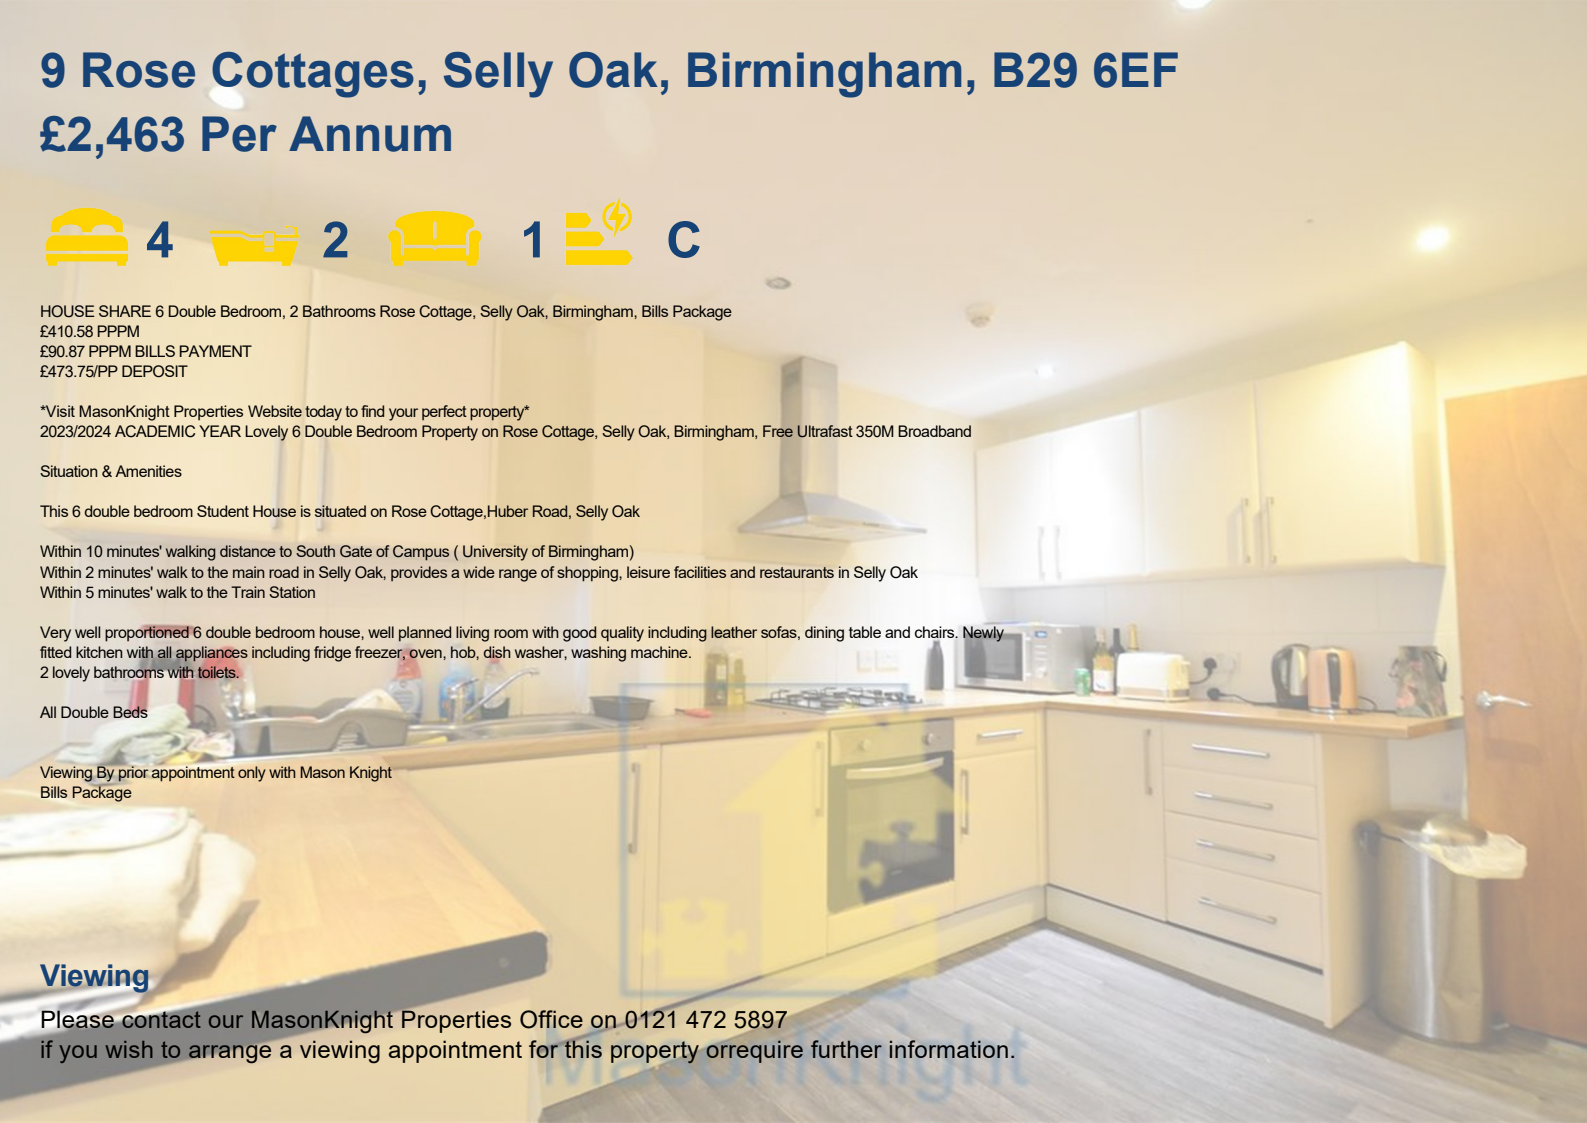 9 Rose Cottages, Selly Oak, Birmingham, B29 6EF
£2,463 Per Annum
4 2 1 C
HOUSE SHARE 6 Double Bedroom, 2 Bathrooms Rose Cottage, Selly Oak, Birmingham, Bills Package
£410.58 PPPM
£90.87 PPPM BILLS PAYMENT
£473.75/PP DEPOSIT
*Visit MasonKnight Properties Website today to find your perfect property*
2023/2024 ACADEMIC YEAR Lovely 6 Double Bedroom Property on Rose Cottage, Selly Oak, Birmingham, Free Ultrafast 350M Broadband
Situation & Amenities
This 6 double bedroom Student House is situated on Rose Cottage,Huber Road, Selly Oak
Within 10 minutes' walking distance to South Gate of Campus ( University of Birmingham)
Within 2 minutes' walk to the main road in Selly Oak, provides a wide range of shopping, leisure facilities and restaurants in Selly Oak
Within 5 minutes' walk to the Train Station
Very well proportioned 6 double bedroom house, well planned living room with good quality including leather sofas, dining table and chairs. Newly
fitted kitchen with all appliances including fridge freezer, oven, hob, dish washer, washing machine.
2 lovely bathrooms with toilets.
All Double Beds
Viewing By prior appointment only with Mason Knight
Bills Package
Viewing
Please contact our MasonKnight Properties Office on 0121 472 5897
if you wish to arrange a viewing appointment for this property orrequire further information.
MasonKnight